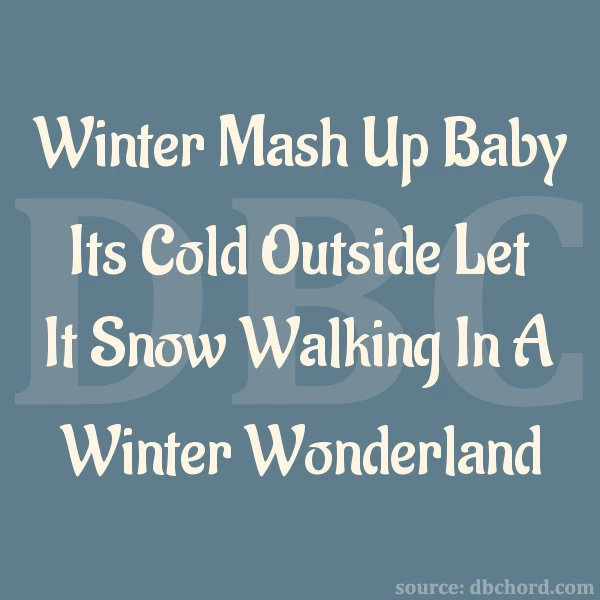 Winter Mash Up Baby
Its Cold Outside Let
It Snow Walking In A
Winter Wonderland
DBC
source: dbchord.com